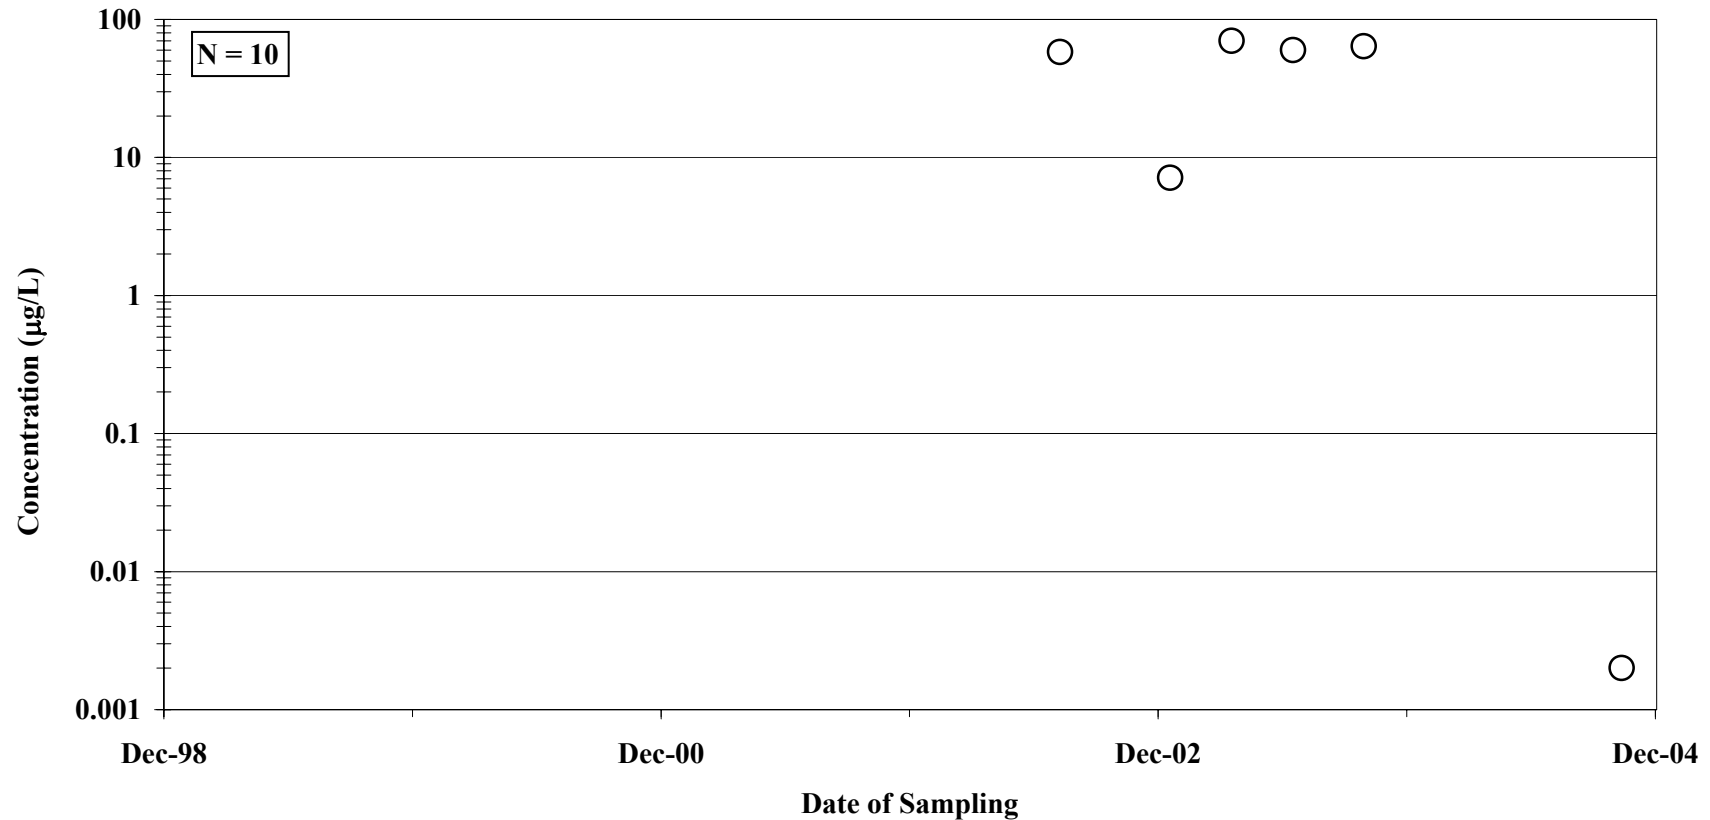 N = 10
100
10
1
0.1
0.01
0.001
Concentration (µg/L)
Dec-98 Dec-00 Dec-02 Dec-04
Date of Sampling